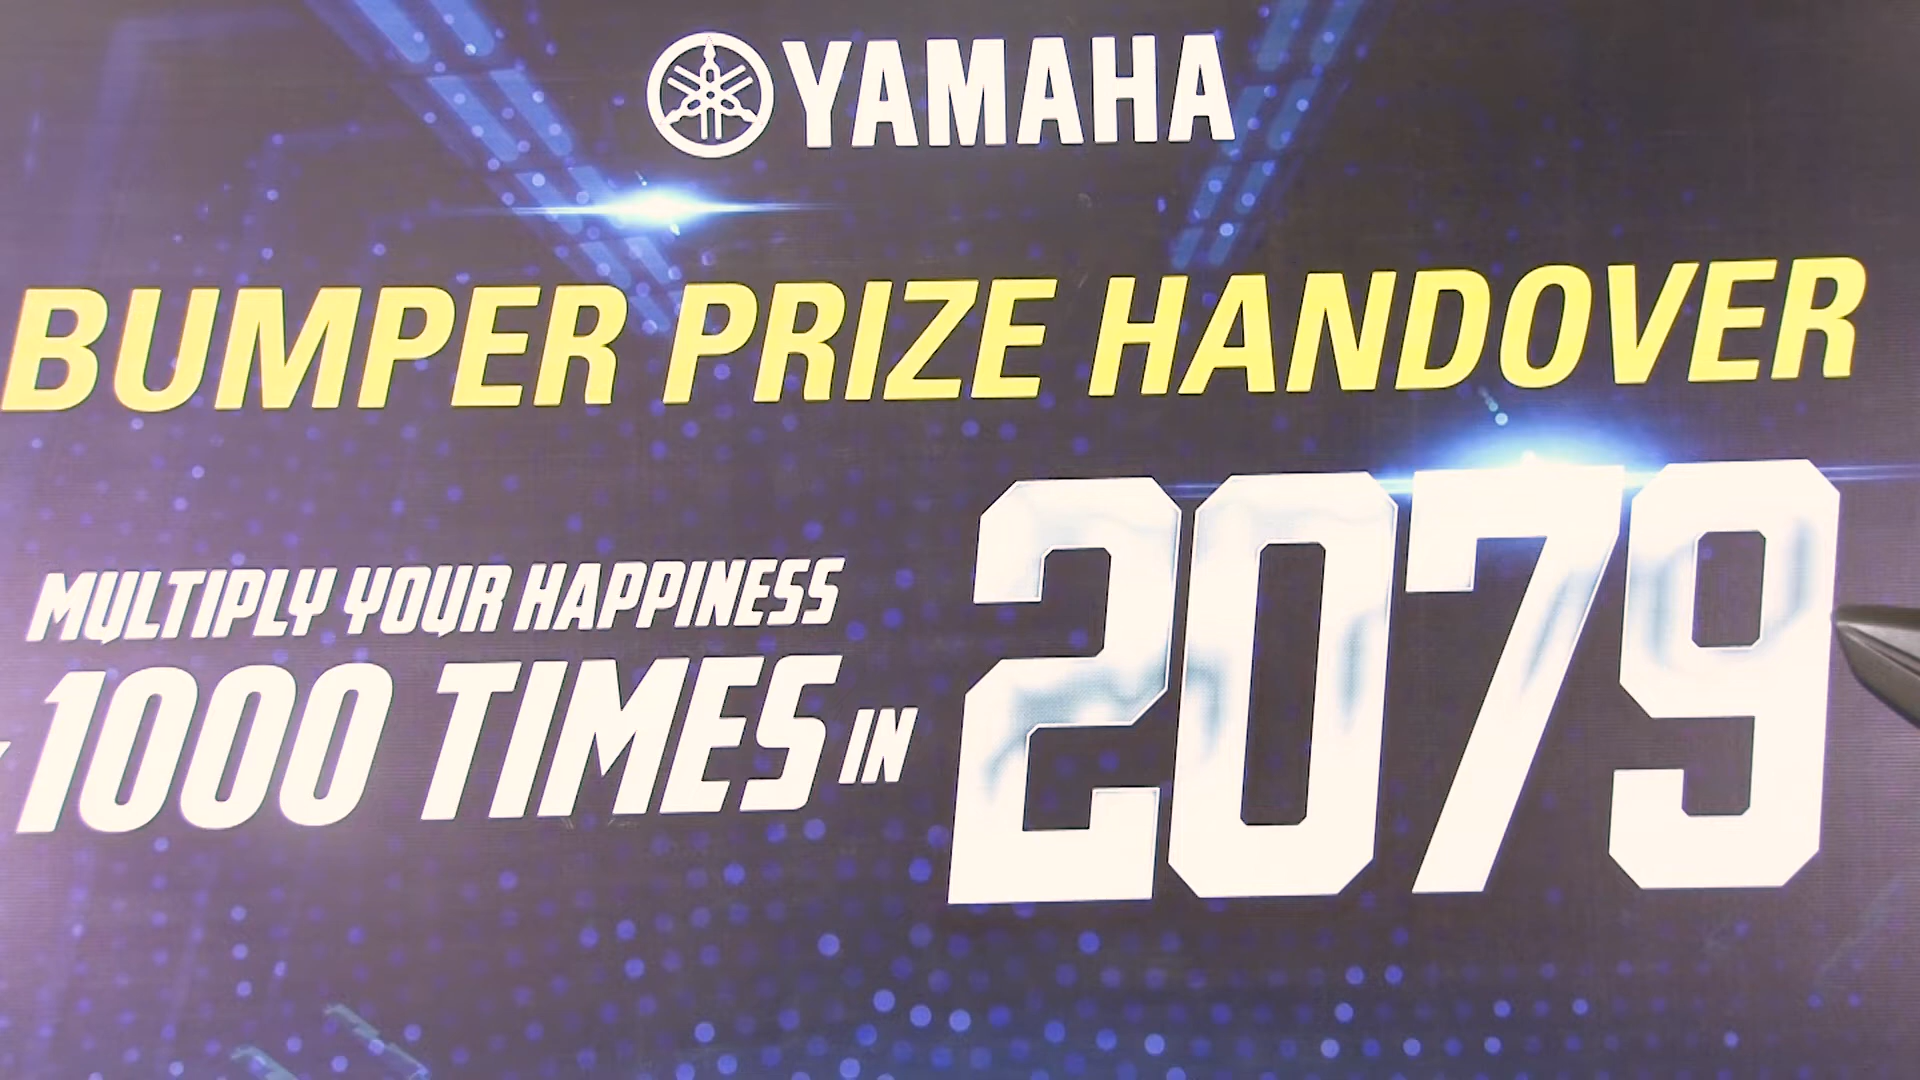 YAMAHA
BUMPER PRIZE HANDOVER
MULTIPLY YOUR HAPPINESS
1000 TIMES IN 2079